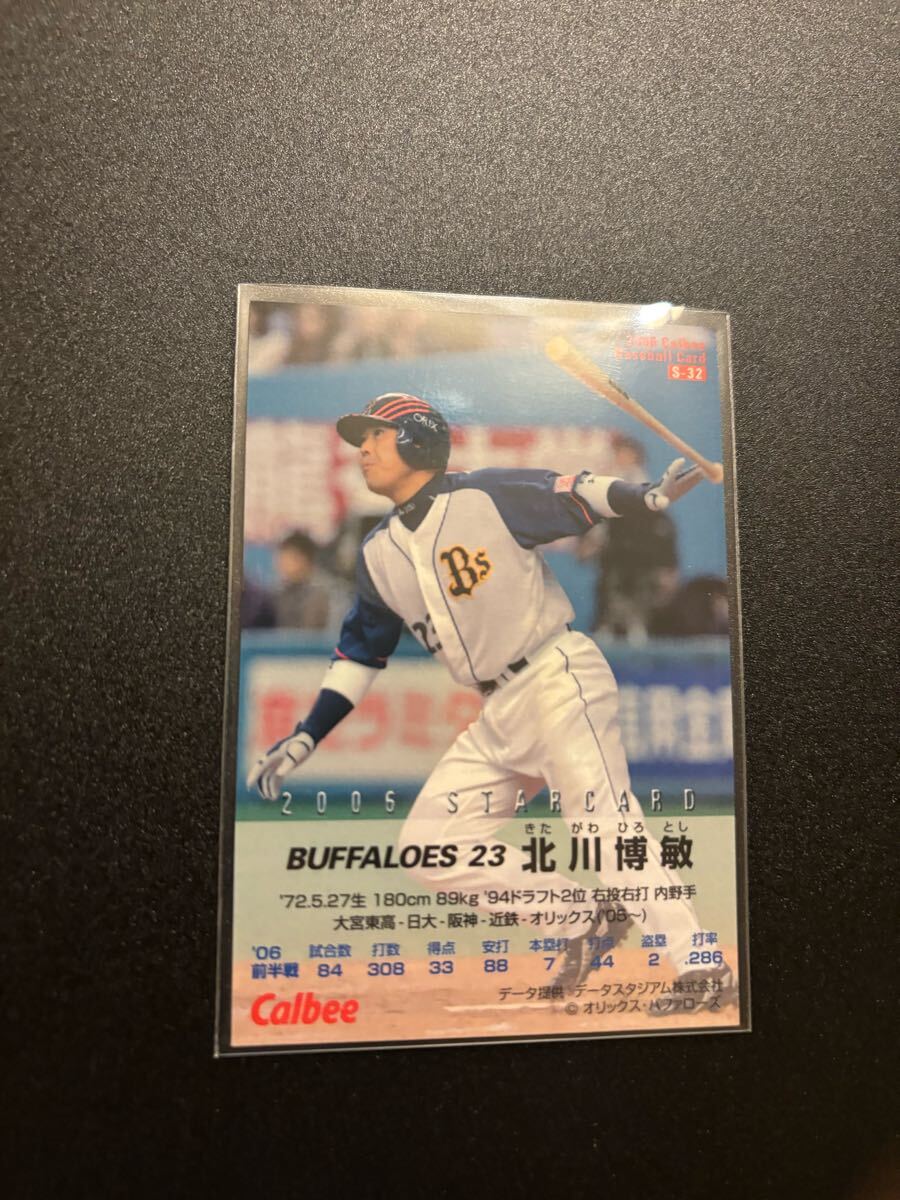 2006 Calbee
Baseball Card
S-32
ORIX
Bs
23
2006 STARCARD
きた がわ ひろ とし
BUFFALOES 23 北川博敏
'72.5.27生 180cm 89kg '94ドラフト2位 右投右打 内野手
大宮東高-日大-阪神-近鉄-オリックス('05〜)
'06 試合数 打数 得点 安打 本塁打 打点 盗塁 打率
前半戦 84 308 33 88 7 44 2 .286
データ提供:データスタジアム株式会社
Calbee
© オリックス・バファローズ